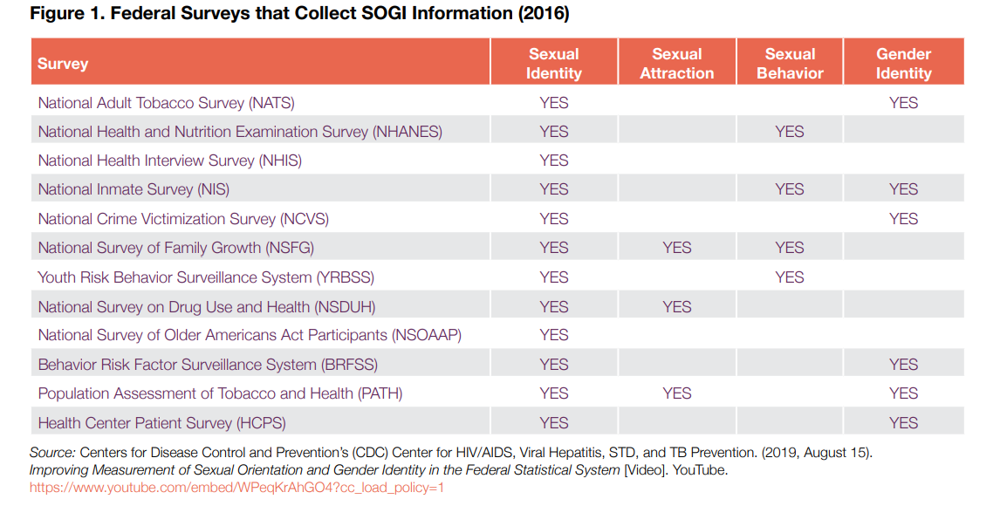 Figure 1. Federal Surveys that Collect SOGI Information (2016)
Survey Sexual Identity Sexual Attraction Sexual Behavior Gender Identity
National Adult Tobacco Survey (NATS) YES YES
National Health and Nutrition Examination Survey (NHANES) YES YES
National Health Interview Survey (NHIS) YES
National Inmate Survey (NIS) YES YES YES
National Crime Victimization Survey (NCVS) YES YES
National Survey of Family Growth (NSFG) YES YES YES
Youth Risk Behavior Surveillance System (YRBSS) YES YES
National Survey on Drug Use and Health (NSDUH) YES YES
National Survey of Older Americans Act Participants (NSOAAP) YES
Behavior Risk Factor Surveillance System (BRFSS) YES YES
Population Assessment of Tobacco and Health (PATH) YES YES YES
Health Center Patient Survey (HCPS) YES YES
Source: Centers for Disease Control and Prevention's (CDC) Center for HIV/AIDS, Viral Hepatitis, STD, and TB Prevention. (2019, August 15).
Improving Measurement of Sexual Orientation and Gender Identity in the Federal Statistical System [Video]. YouTube.
https://www.youtube.com/embed/WPeqKrAhGO4?cc_load_policy=1